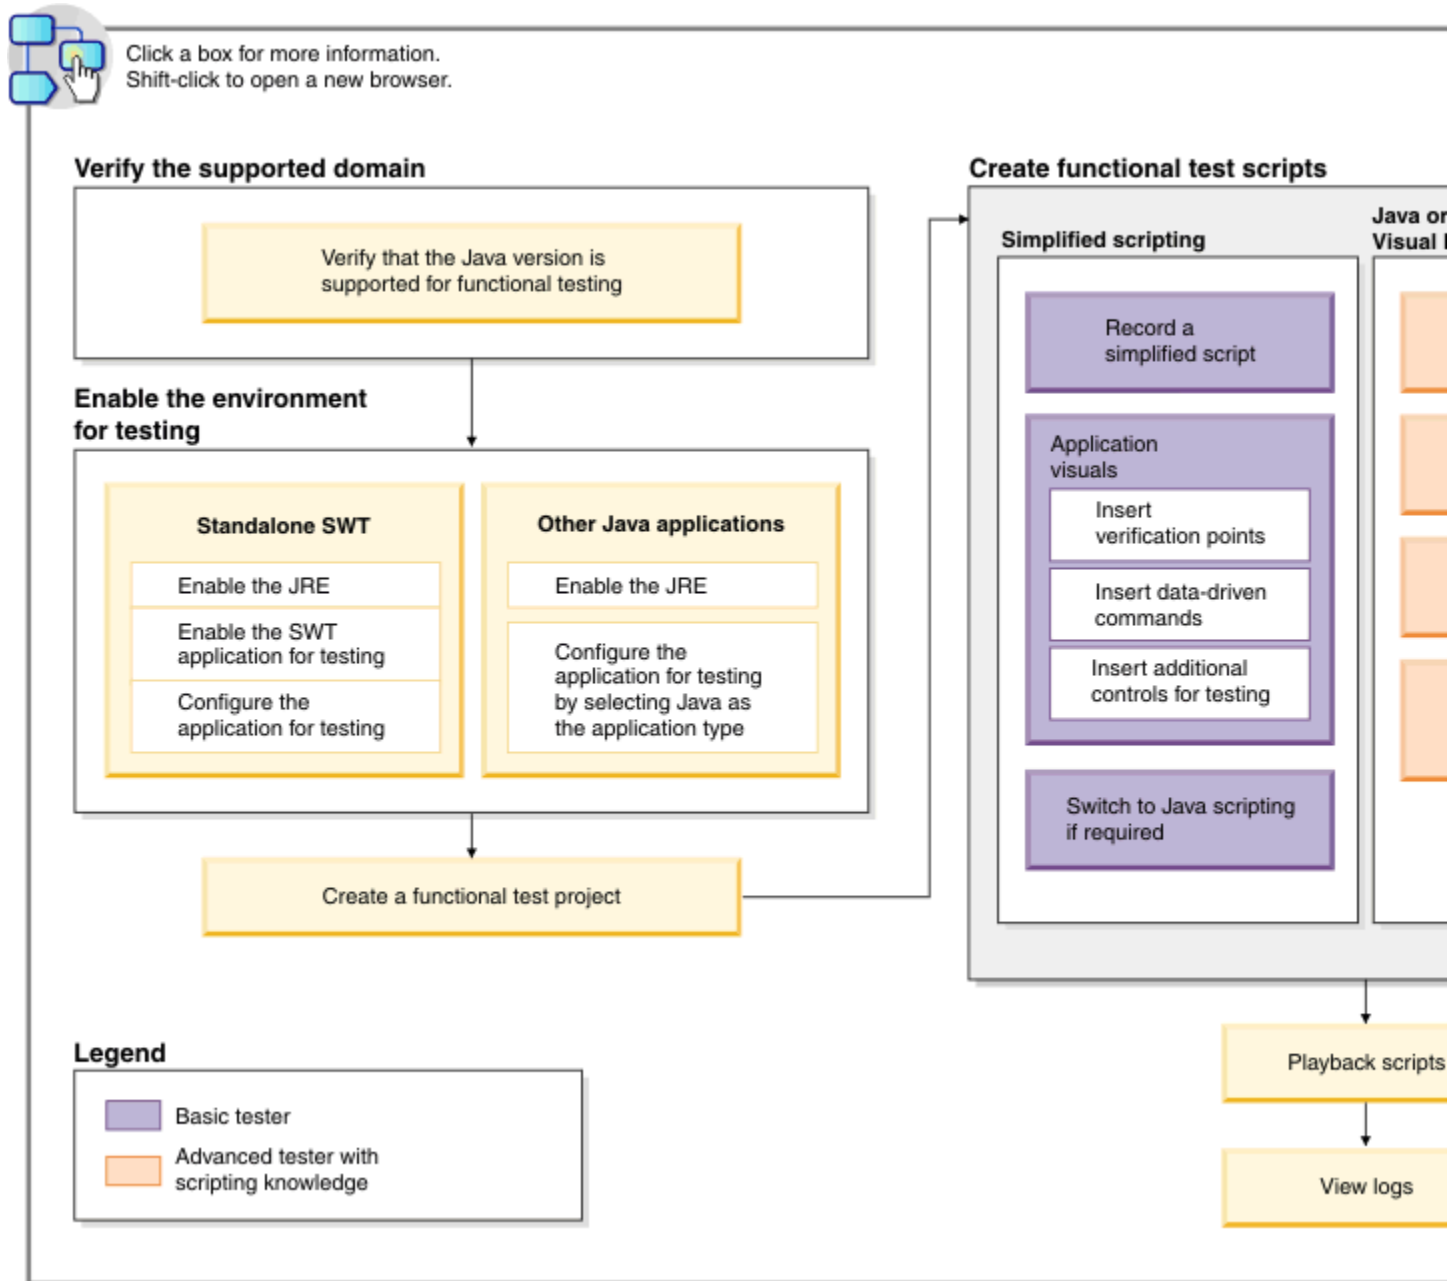 Click a box for more information.
Shift-click to open a new browser.
Verify the supported domain
Verify that the Java version is
supported for functional testing
Enable the environment
for testing
Standalone SWT
Enable the JRE
Enable the SWT
application for testing
Configure the
application for testing
Other Java applications
Enable the JRE
Configure the
application for testing
by selecting Java as
the application type
Create a functional test project
Create functional test scripts
Simplified scripting
Record a
simplified script
Application
visuals
Insert
verification points
Insert data-driven
commands
Insert additional
controls for testing
Switch to Java scripting
if required
Java or
Visual
Playback scripts
View logs
Legend
Basic tester
Advanced tester with
scripting knowledge